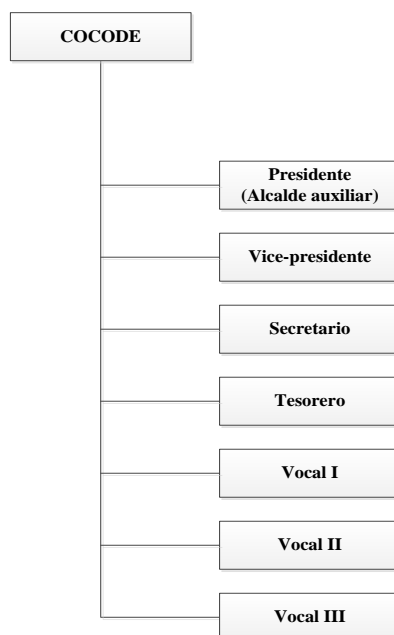 COCODE
Presidente
(Alcalde auxiliar)
Vice-presidente
Secretario
Tesorero
Vocal I
Vocal II
Vocal III